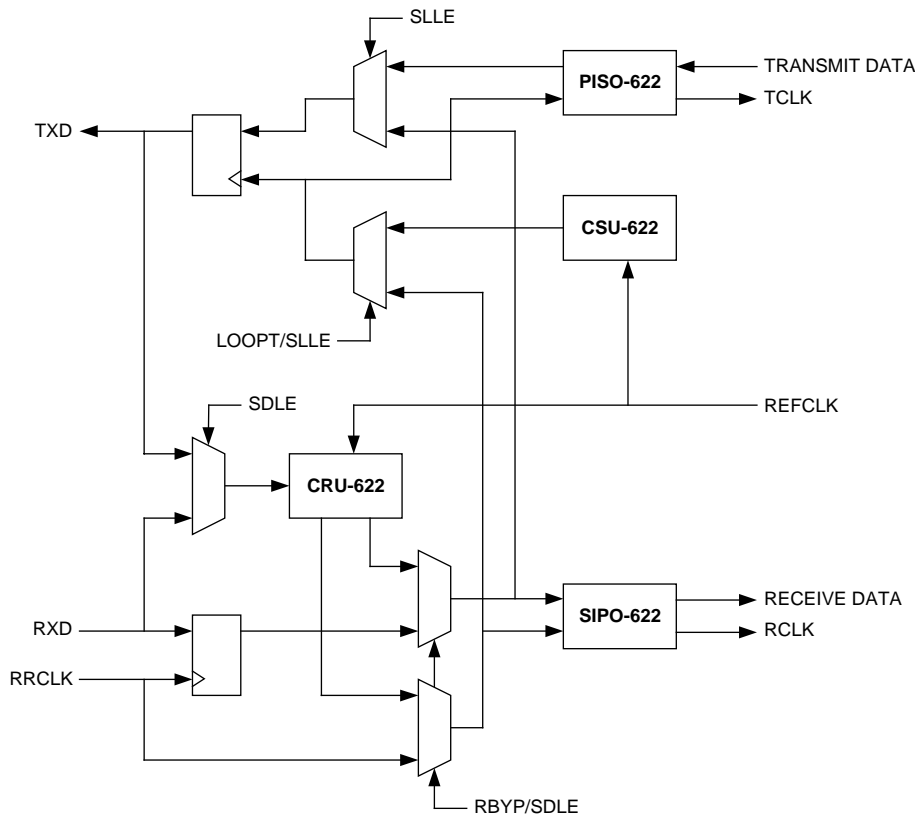 SLLE
TRANSMIT DATA
PISO-622
TCLK
TXD
CSU-622
LOOPT/SLLE
SDLE
REFCLK
CRU-622
RECEIVE DATA
SIPO-622
RXD
RCLK
RRCLK
RBYP/SDLE